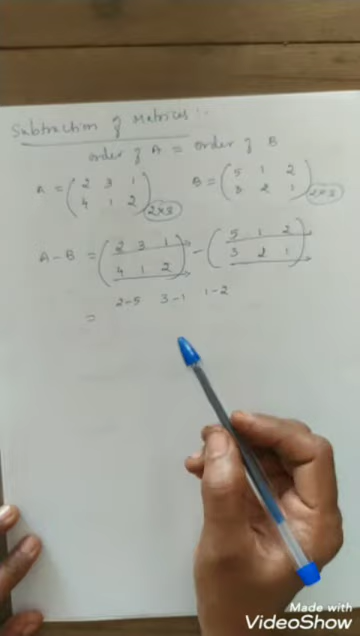 Subtraction of Matrices :-
order of A = order of B
A = (2 3 1
4 1 2) 2×3
B = (5 1 2
3 2 1) 2×3
A-B = (2 3 1
4 1 2) - (5 1 2
3 2 1)
= 2-5 3-1 1-2
Made with
VideoShow